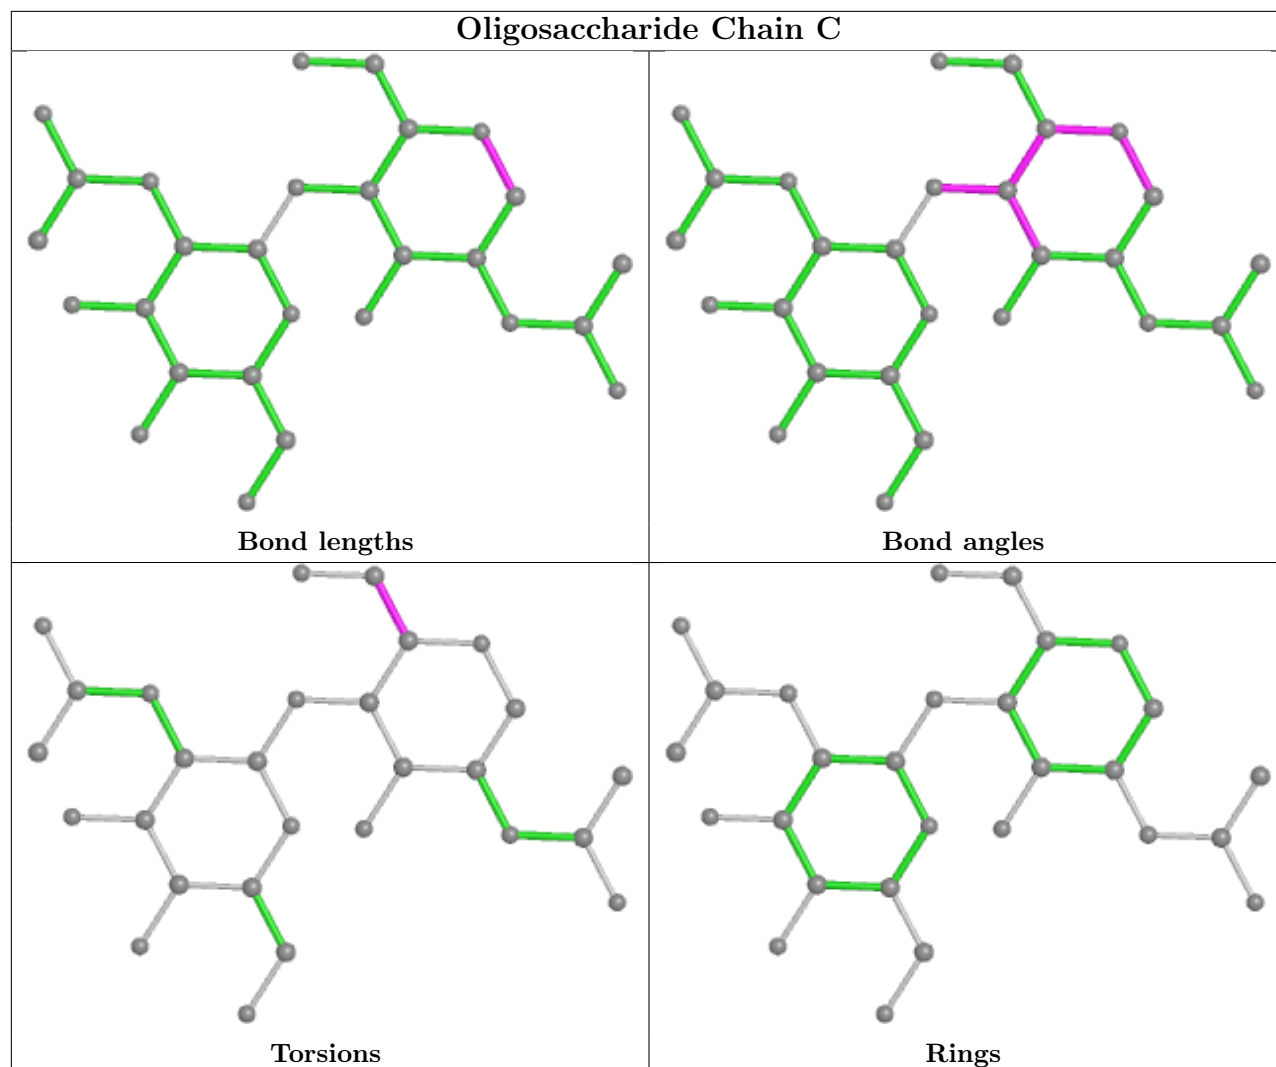 Oligosaccharide Chain C
Bond lengths
Bond angles
Torsions
Rings